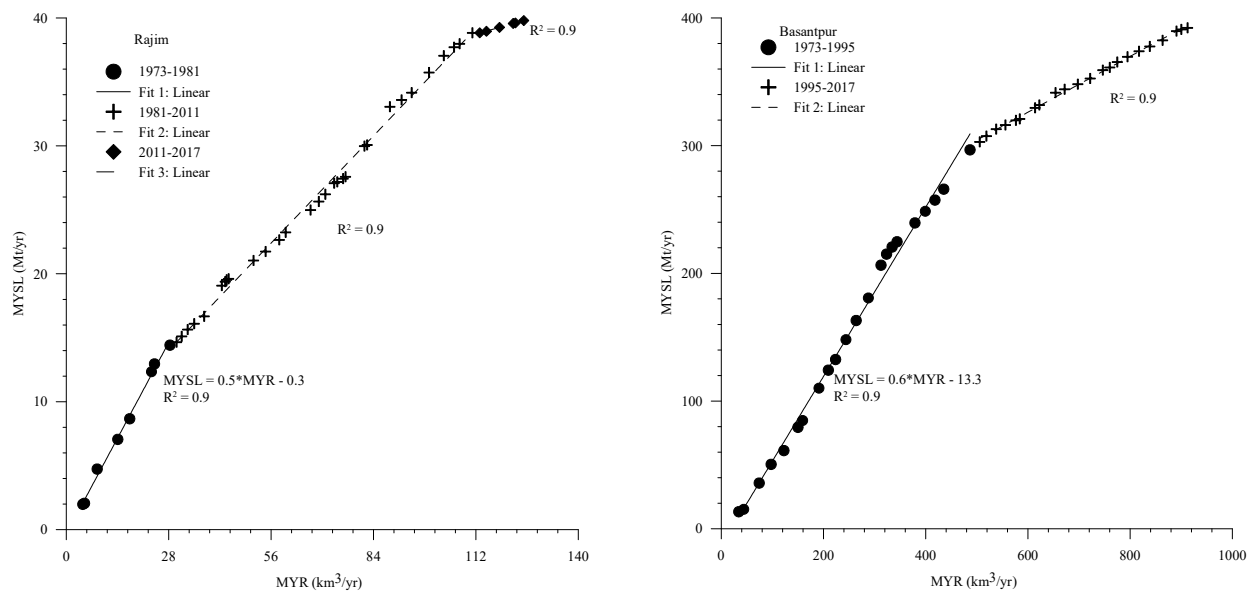 Rajim
1973-1981
Fit 1: Linear
1981-2011
Fit 2: Linear
2011-2017
Fit 3: Linear
R² = 0.9
R² = 0.9
MYSL = 0.5*MYR - 0.3
R² = 0.9
40
30
20
10
0
MYSL (Mt/yr)
0 28 56 84 112 140
MYR (km³/yr)
Basantpur
1973-1995
Fit 1: Linear
1995-2017
Fit 2: Linear
R² = 0.9
MYSL = 0.6*MYR - 13.3
R² = 0.9
400
300
200
100
0
MYSL (Mt/yr)
0 200 400 600 800 1000
MYR (km³/yr)